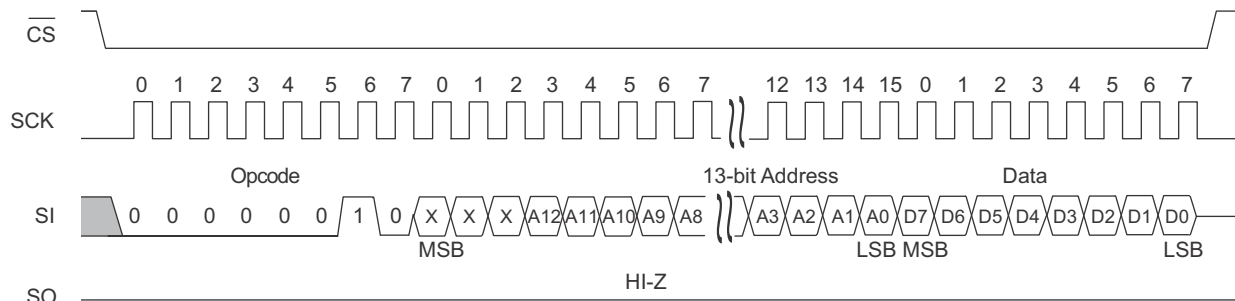 CS
0 1 2 3 4 5 6 7 0 1 2 3 4 5 6 7 12 13 14 15 0 1 2 3 4 5 6 7
SCK
Opcode 13-bit Address Data
SI 0 0 0 0 0 0 1 0 X X X A12 A11 A10 A9 A8 A3 A2 A1 A0 D7 D6 D5 D4 D3 D2 D1 D0
MSB LSB MSB LSB
HI-Z
SO